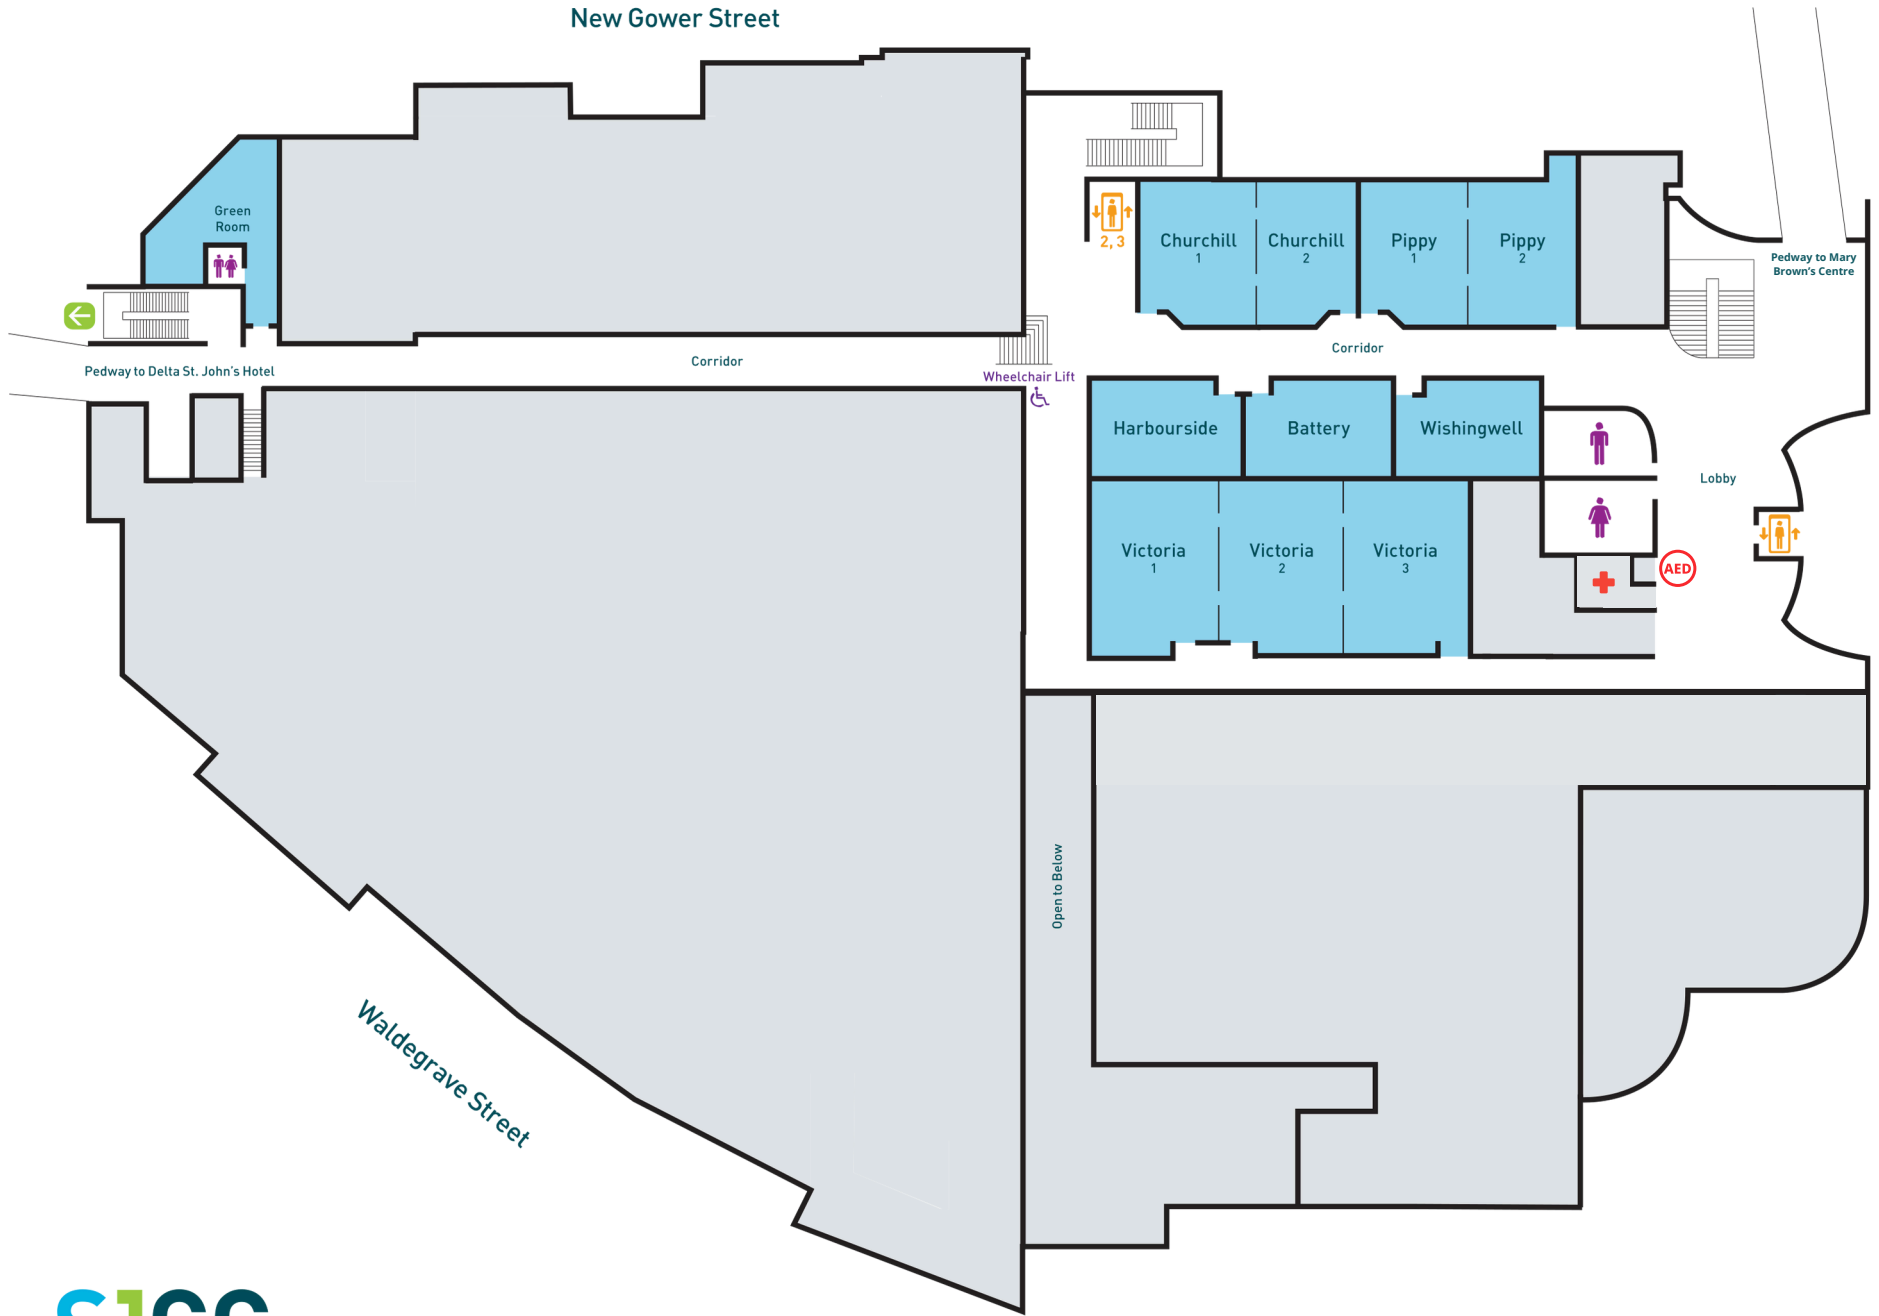 New Gower Street
Green
Room
2, 3
Churchill
1
Churchill
2
Pippy
1
Pippy
2
Pedway to Mary
Brown's Centre
Corridor
Corridor
Pedway to Delta St. John's Hotel
Wheelchair Lift
Harbourside
Battery
Wishingwell
Lobby
Victoria
1
Victoria
2
Victoria
3
AED
Open to Below
Waldegrave Street
SJCC